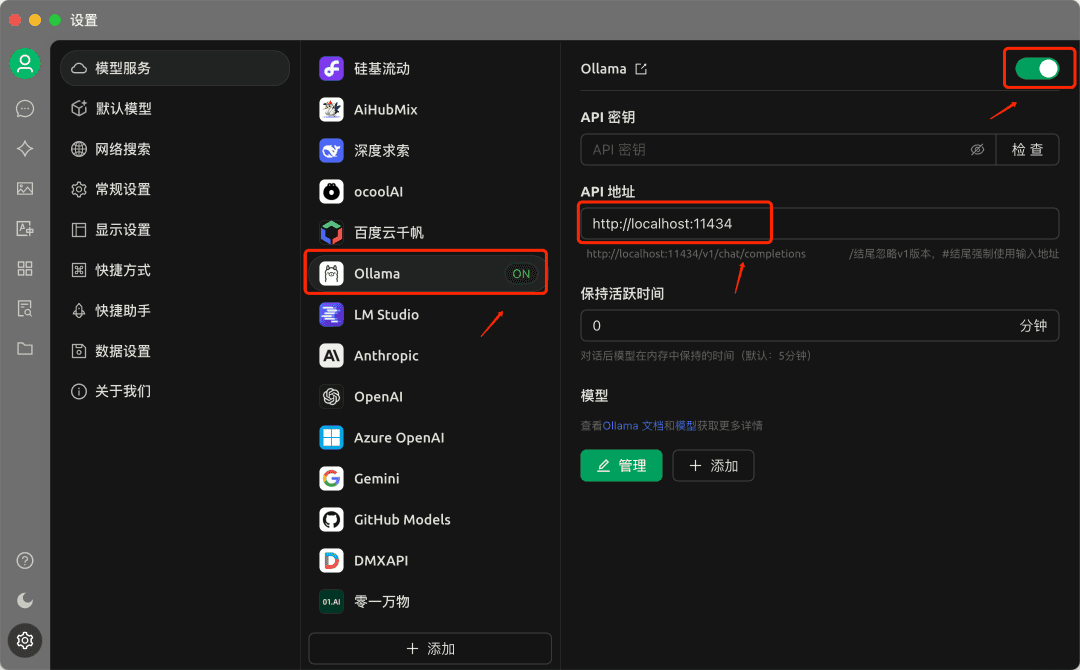 设置
模型服务
默认模型
网络搜索
常规设置
显示设置
快捷方式
快捷助手
数据设置
关于我们
硅基流动
AiHubMix
深度求索
ocoolAI
百度云千帆
Ollama ON
LM Studio
Anthropic
OpenAI
Azure OpenAI
Gemini
GitHub Models
DMXAPI
01.AI 零一万物
添加
Ollama
API 密钥
API 密钥 检 查
API 地址
http://localhost:11434
http://localhost:11434/v1/chat/completions /结尾忽略v1版本，#结尾强制使用输入地址
保持活跃时间
0 分钟
对话后模型在内存中保持的时间（默认：5分钟）
模型
查看Ollama 文档和模型获取更多详情
管理 添加